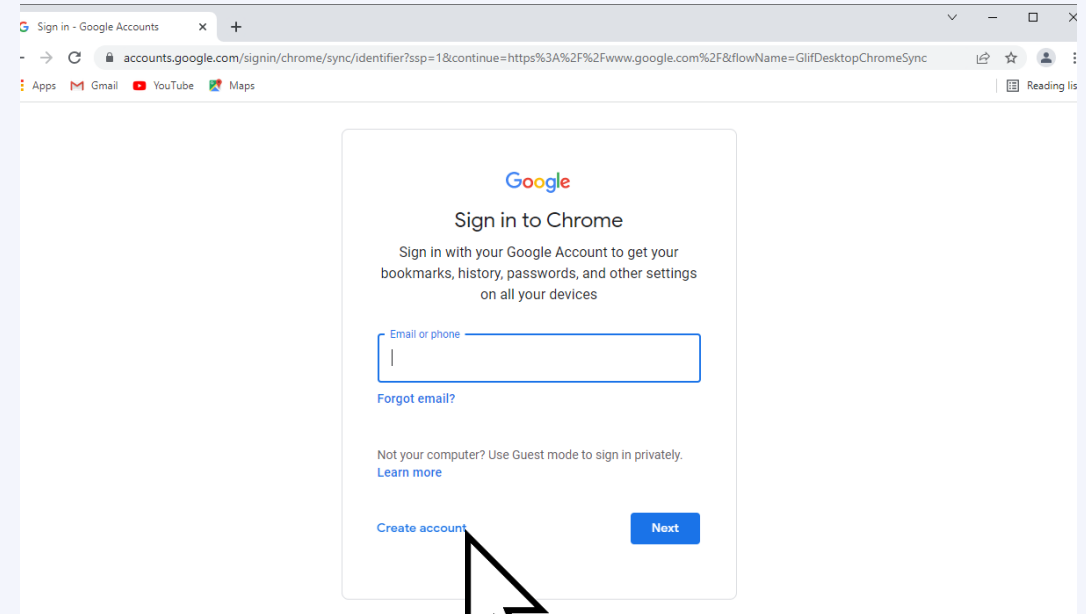 Sign in - Google Accounts
accounts.google.com/signin/chrome/sync/identifier?ssp=1&continue=https%3A%2F%2Fwww.google.com%2F&flowName=GlifDesktopChromeSync
Apps Gmail YouTube Maps Reading lis
Google
Sign in to Chrome
Sign in with your Google Account to get your
bookmarks, history, passwords, and other settings
on all your devices
Email or phone
Forgot email?
Not your computer? Use Guest mode to sign in privately.
Learn more
Create account Next